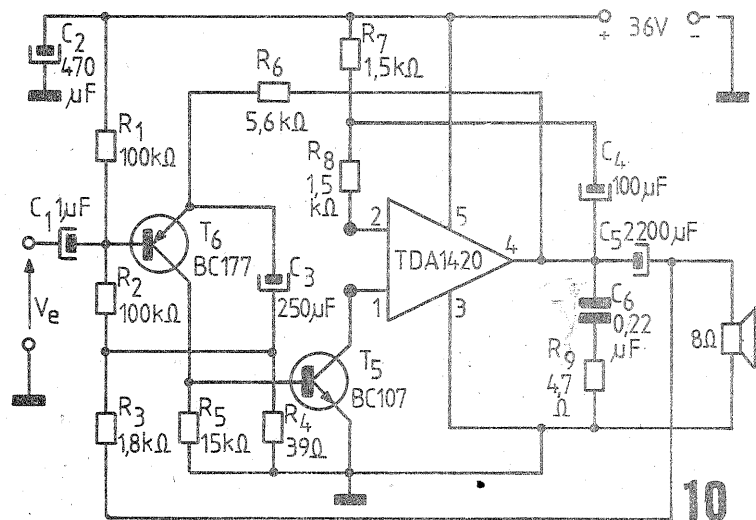 C2
470
μF
R7
1,5kΩ
+ 36V -
R6
5,6kΩ
R1
100kΩ
R8
1,5
kΩ
C4
100μF
C1 1μF
T6
BC177
2
5
TDA1420
4
C5 2200μF
R2
100kΩ
C3
250μF
1
3
C6
0,22
μF
Ve
T5
BC107
R9
4,7
Ω
8Ω
R3
1,8kΩ
R5
15kΩ
R4
39Ω
10